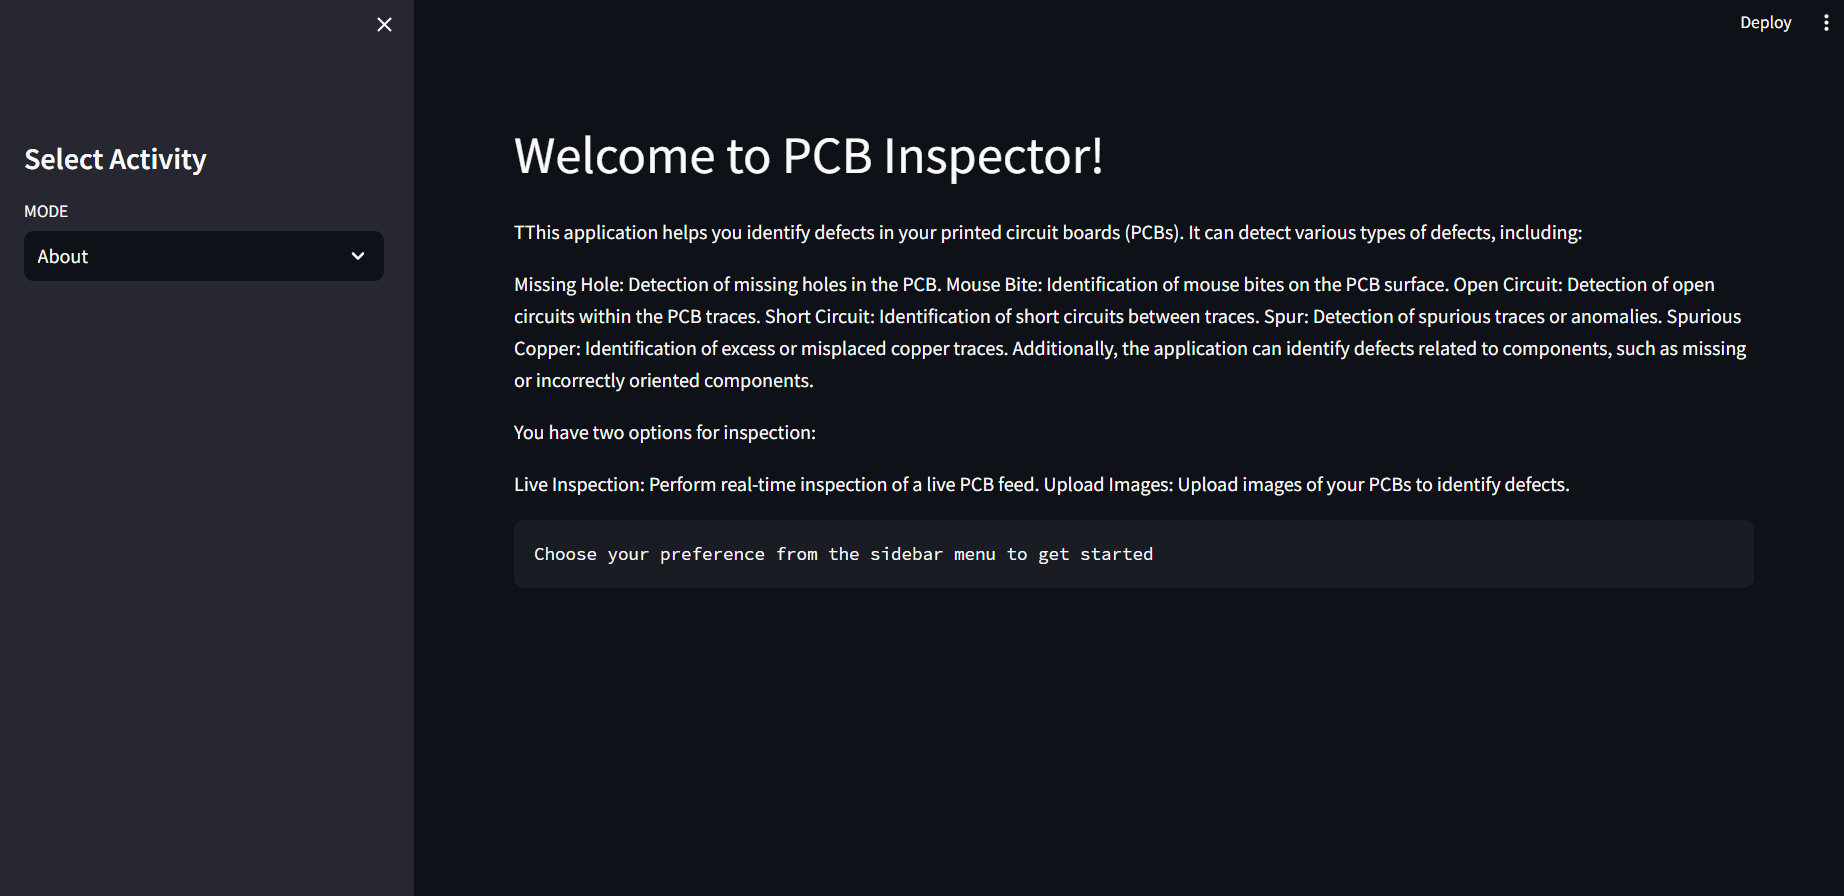 Deploy
Select Activity
MODE
About
Welcome to PCB Inspector!
TThis application helps you identify defects in your printed circuit boards (PCBs). It can detect various types of defects, including:
Missing Hole: Detection of missing holes in the PCB. Mouse Bite: Identification of mouse bites on the PCB surface. Open Circuit: Detection of open
circuits within the PCB traces. Short Circuit: Identification of short circuits between traces. Spur: Detection of spurious traces or anomalies. Spurious
Copper: Identification of excess or misplaced copper traces. Additionally, the application can identify defects related to components, such as missing
or incorrectly oriented components.
You have two options for inspection:
Live Inspection: Perform real-time inspection of a live PCB feed. Upload Images: Upload images of your PCBs to identify defects.
Choose your preference from the sidebar menu to get started